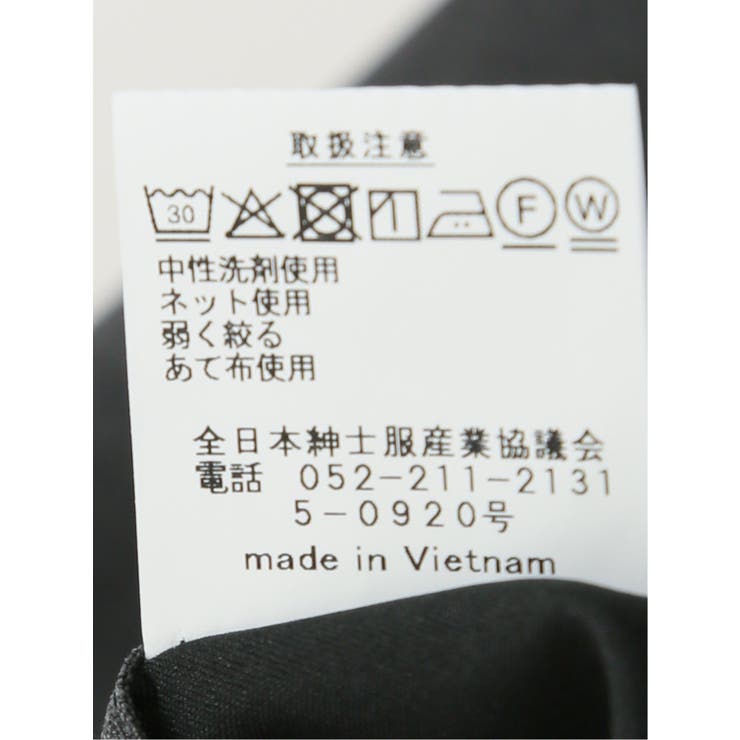 取扱注意
30 F W
中性洗剤使用
ネット使用
弱く絞る
あて布使用
全日本紳士服産業協議会
電話 052-211-2131
5-0920号
made in Vietnam